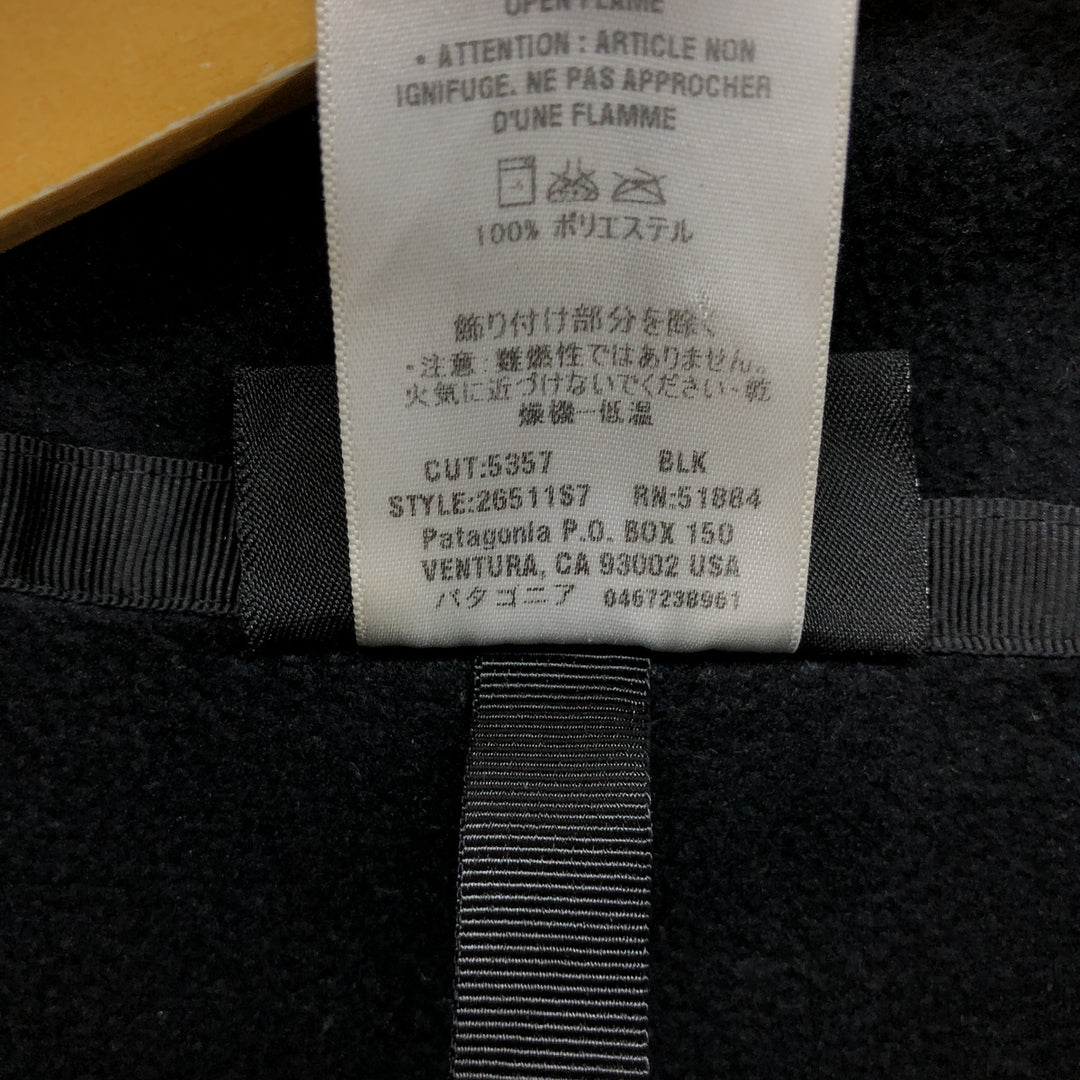 OPEN FLAME
• ATTENTION : ARTICLE NON
IGNIFUGE. NE PAS APPROCHER
D'UNE FLAMME
100% ポリエステル
飾り付け部分を除く
・注意：難燃性ではありません。
火気に近づけないでください・乾
燥機ー低温
CUT:5357 BLK
STYLE:26511S7 RN:51884
Patagonia P.O. BOX 150
VENTURA, CA 93002 USA
パタゴニア 0467238961